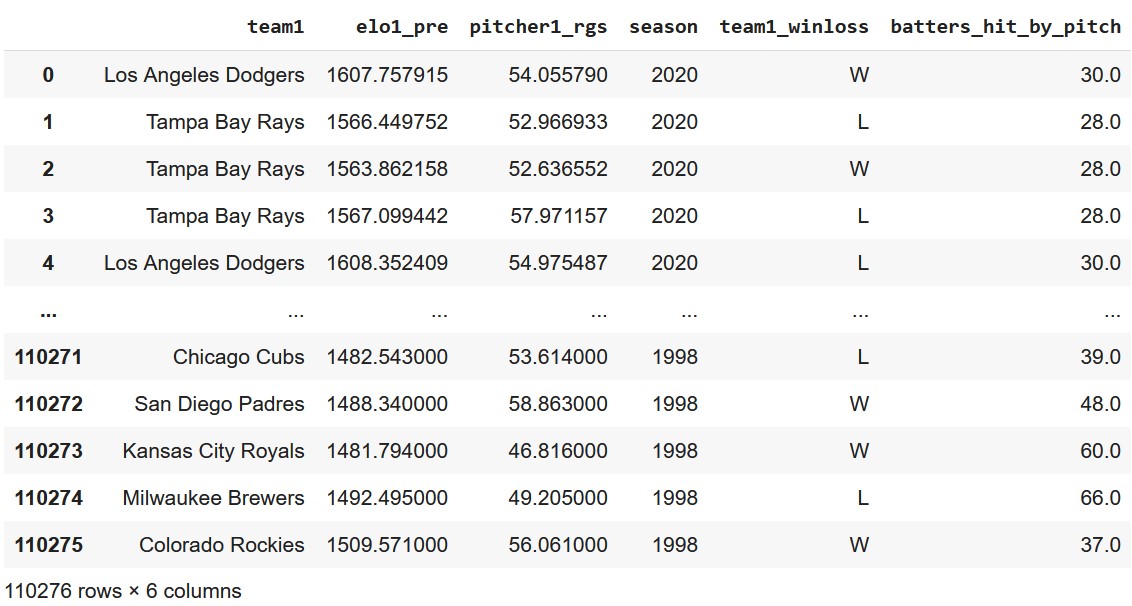 team1 elo1_pre pitcher1_rgs season team1_winloss batters_hit_by_pitch
0 Los Angeles Dodgers 1607.757915 54.055790 2020 W 30.0
1 Tampa Bay Rays 1566.449752 52.966933 2020 L 28.0
2 Tampa Bay Rays 1563.862158 52.636552 2020 W 28.0
3 Tampa Bay Rays 1567.099442 57.971157 2020 L 28.0
4 Los Angeles Dodgers 1608.352409 54.975487 2020 L 30.0
... ... ... ... ... ... ...
110271 Chicago Cubs 1482.543000 53.614000 1998 L 39.0
110272 San Diego Padres 1488.340000 58.863000 1998 W 48.0
110273 Kansas City Royals 1481.794000 46.816000 1998 W 60.0
110274 Milwaukee Brewers 1492.495000 49.205000 1998 L 66.0
110275 Colorado Rockies 1509.571000 56.061000 1998 W 37.0
110276 rows × 6 columns